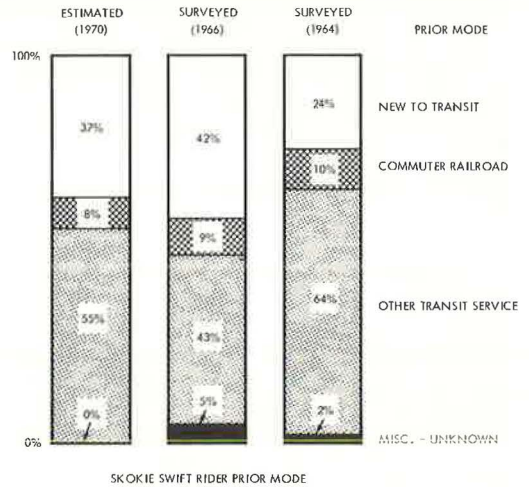 ESTIMATED SURVEYED SURVEYED
(1970) (1966) (1964) PRIOR MODE
100%
37% 42% 24% NEW TO TRANSIT
8% 9% 10% COMMUTER RAILROAD
55% 43% 64% OTHER TRANSIT SERVICE
0% 5% 2%
0% MISC. - UNKNOWN
SKOKIE SWIFT RIDER PRIOR MODE